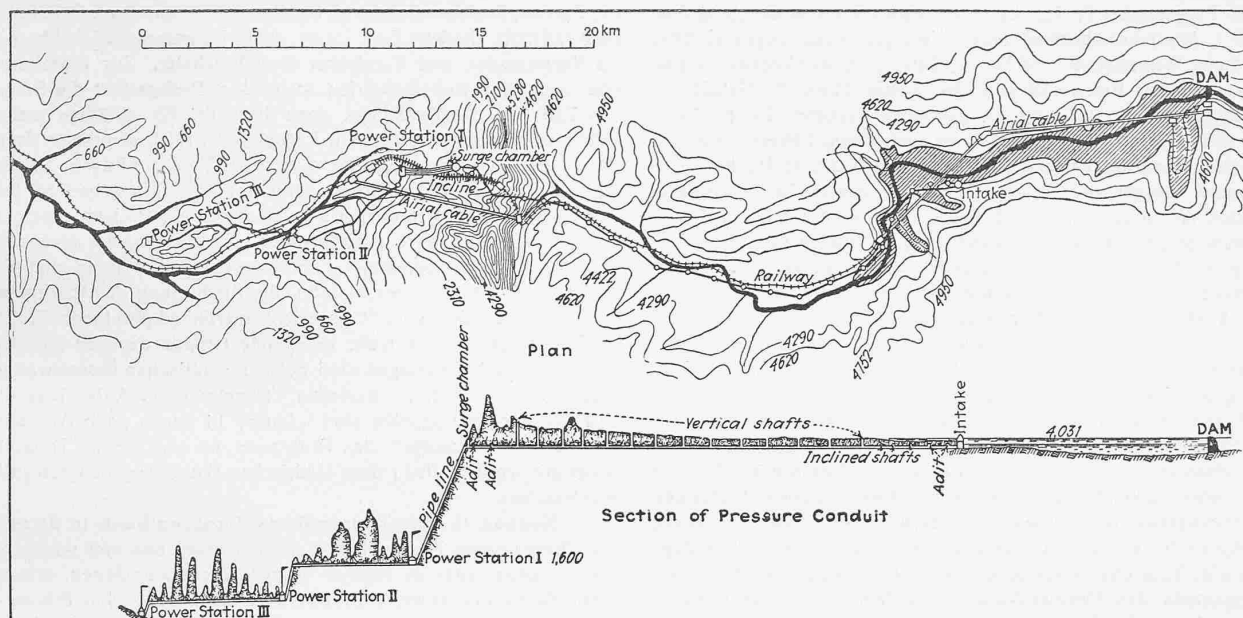 0 5 10 15 20 km
660
990
660
990
1320
Power Station III
Power Station I
Surge chamber
Incline
Airial cable
Power Station II
1990
2100
5280
4620
4950
4950
4620
4290
Airial cable
DAM
4620
Intake
Railway
4422
4290
4620
2310
4290
990
660
990
1320
4290
4620
4752
4950
Plan
Surge chamber
Vertical shafts
Inclined shafts
Intake
4,031
DAM
Adit
Adit
Adit
Pipe line
Section of Pressure Conduit
Power Station I 1,600
Power Station II
Power Station III